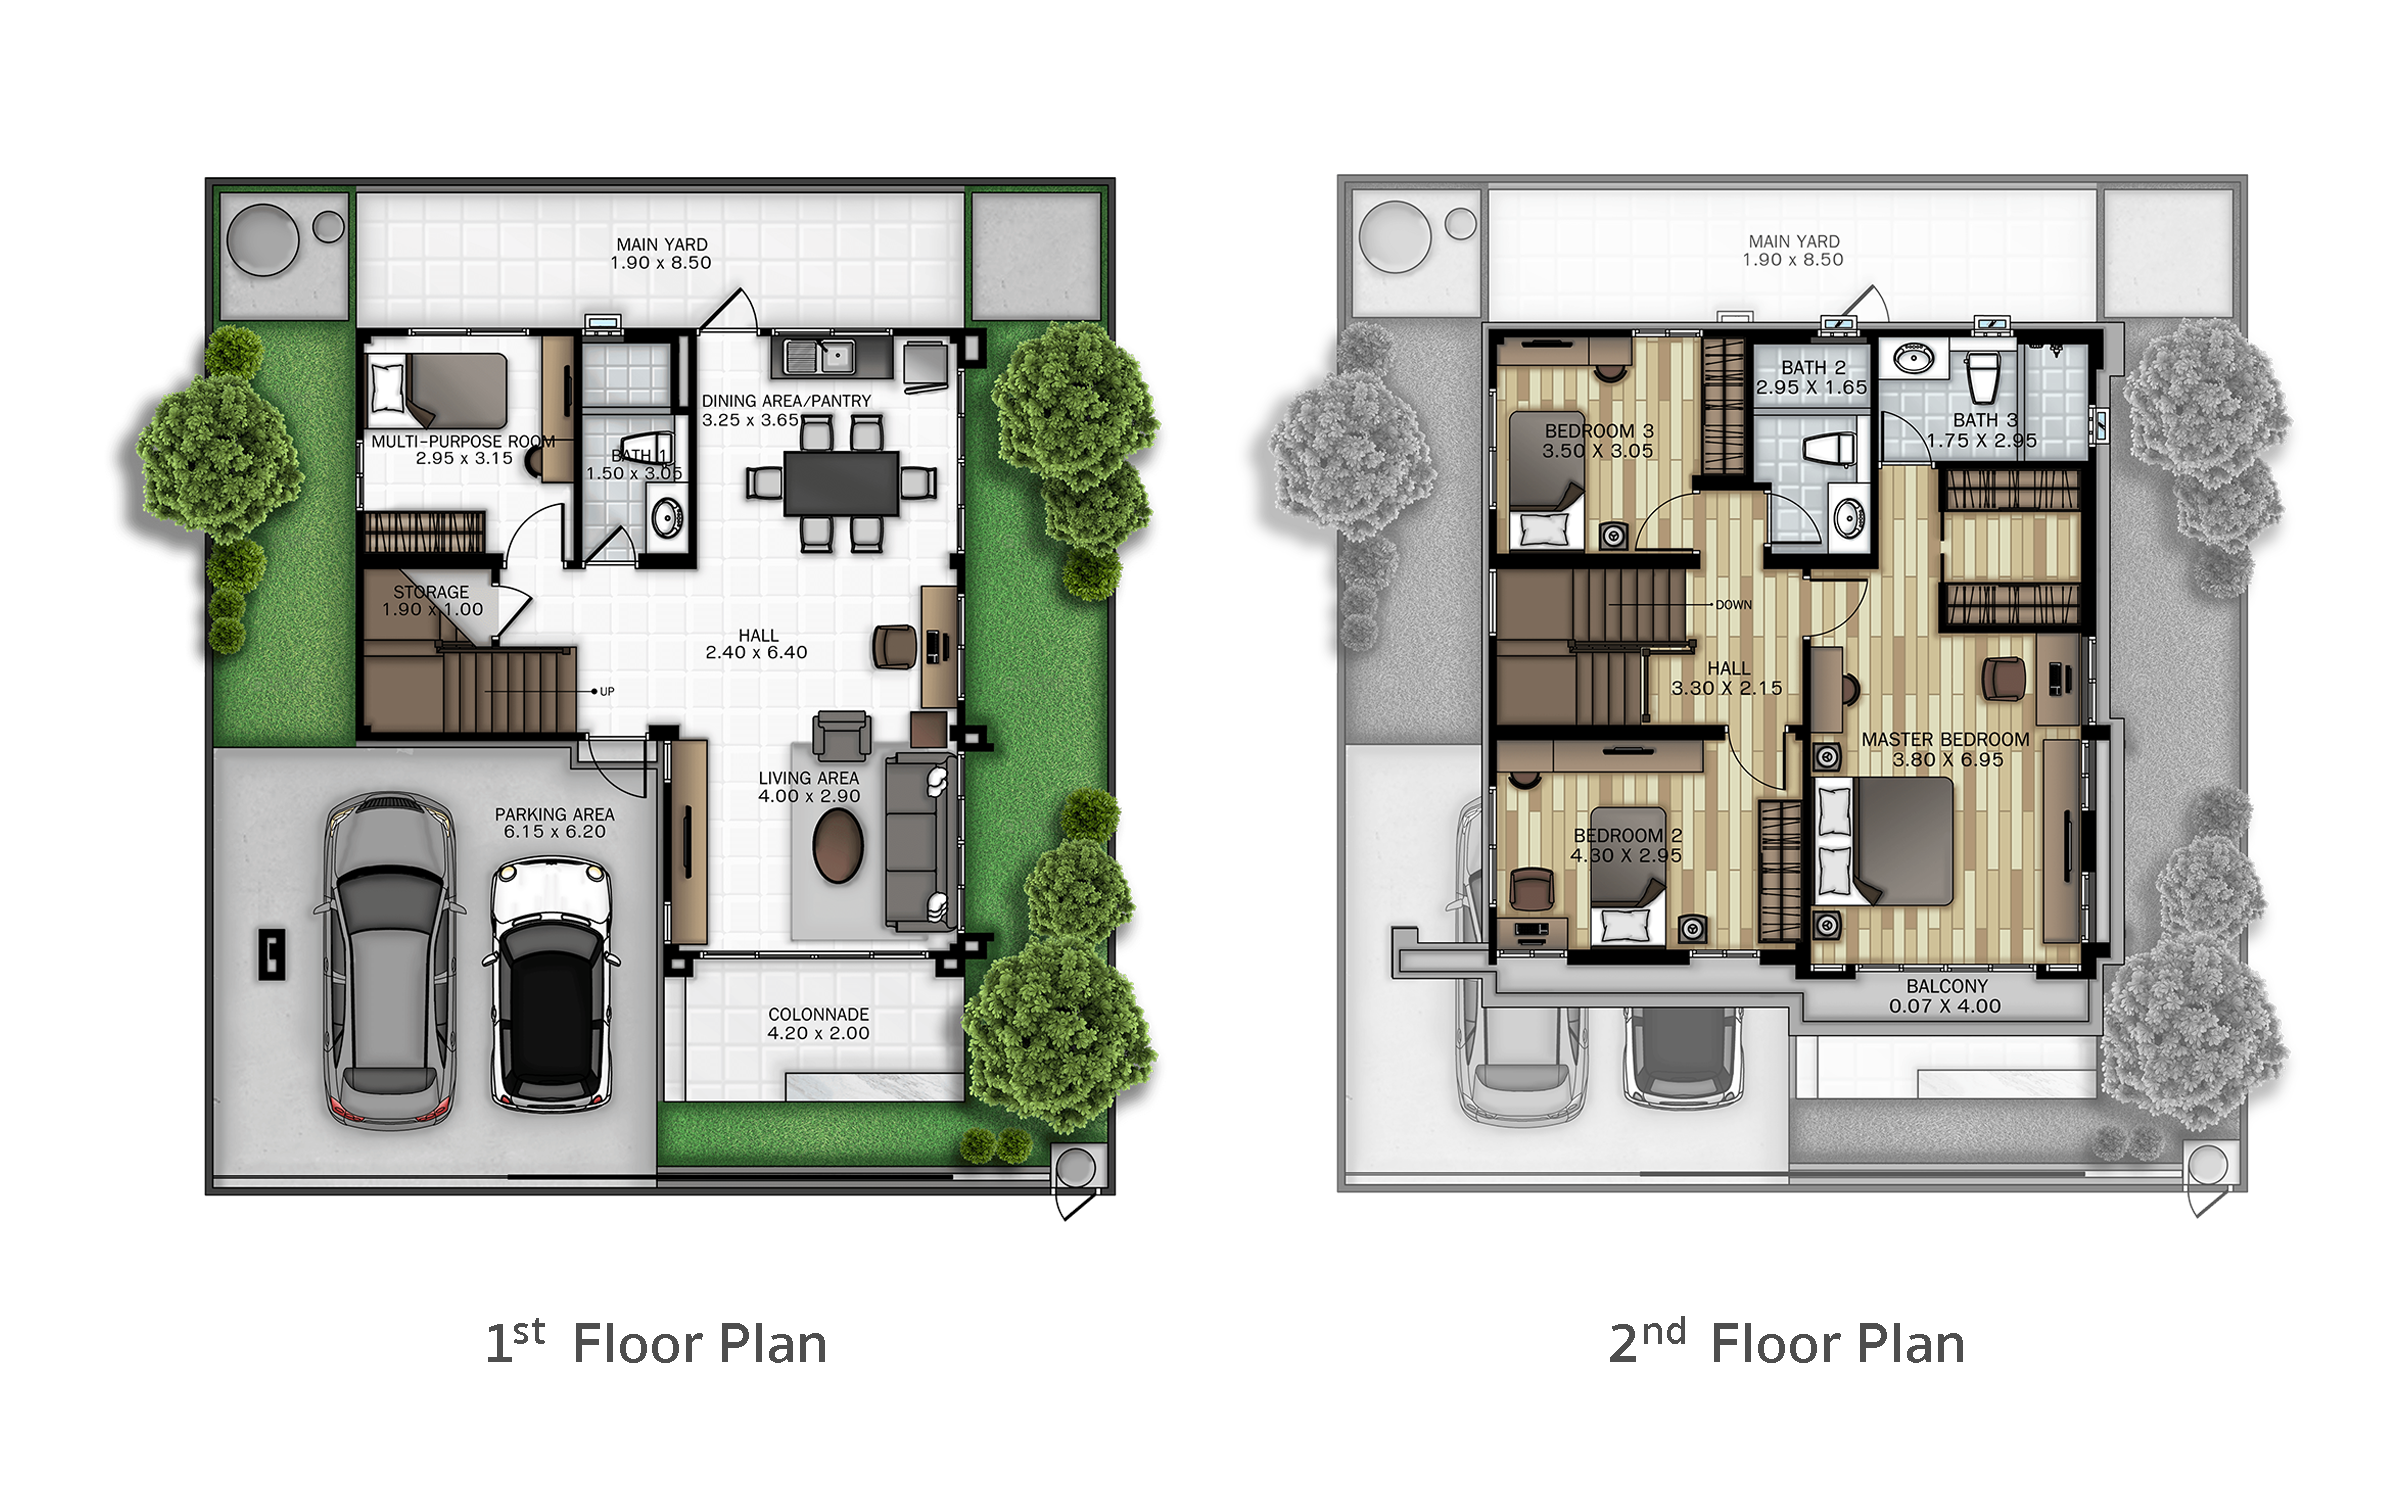 MAIN YARD
1.90 x 8.50
DINING AREA/PANTRY
3.25 x 3.65
MULTI-PURPOSE ROOM
2.95 x 3.15
BATH 1
1.50 x 3.05
STORAGE
1.90 x 1.00
HALL
2.40 x 6.40
UP
LIVING AREA
4.00 x 2.90
PARKING AREA
6.15 x 6.20
COLONNADE
4.20 x 2.00
1st Floor Plan
MAIN YARD
1.90 x 8.50
BATH 2
2.95 X 1.65
BATH 3
1.75 X 2.95
BEDROOM 3
3.50 X 3.05
DOWN
HALL
3.30 X 2.15
MASTER BEDROOM
3.80 X 6.95
BEDROOM 2
4.30 X 2.95
BALCONY
0.07 X 4.00
2nd Floor Plan